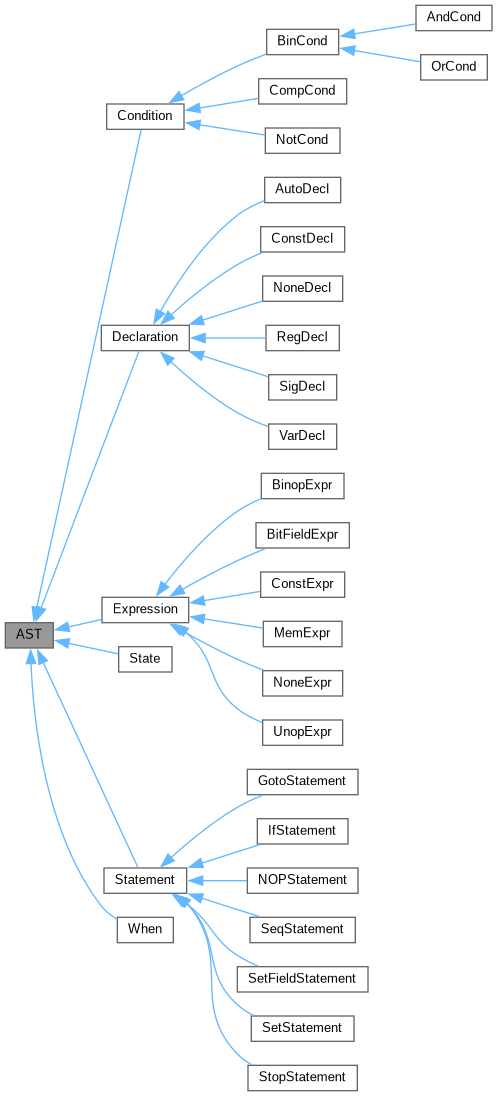 AndCond
BinCond
OrCond
CompCond
Condition
NotCond
AutoDecl
ConstDecl
NoneDecl
Declaration
RegDecl
SigDecl
VarDecl
BinopExpr
BitFieldExpr
ConstExpr
Expression
AST
MemExpr
State
NoneExpr
UnopExpr
GotoStatement
IfStatement
Statement
NOPStatement
When
SeqStatement
SetFieldStatement
SetStatement
StopStatement